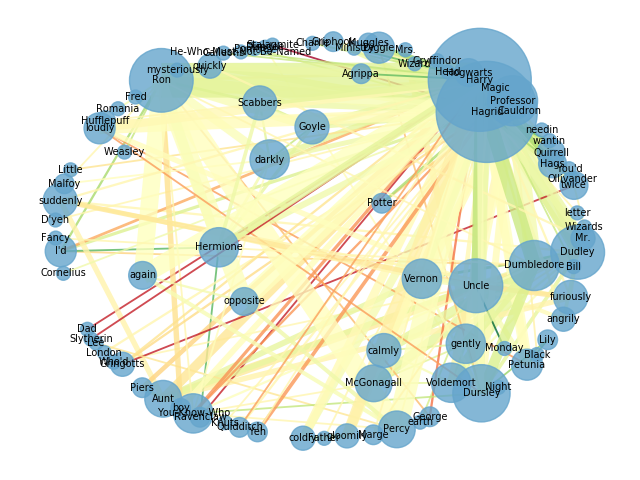 He-Who-Must-Not-Be-Named
Stalagmite
Charlie
Griphook
Muggles
Ministry
Piggle
Mrs.
Wizard
Gryffindor
Head
Hogwarts
Harry
Magic
Professor
Cauldron
Hagrid
mysteriously
Ron
quickly
Agrippa
Fred
Romania
Hufflepuff
loudly
Scabbers
Goyle
Weasley
darkly
needin
wantin
Quirrell
Hags
You'd
Ollivander
twice
Little
Malfoy
suddenly
D'yeh
Fancy
I'd
Cornelius
Potter
letter
Wizards
Mr.
Dudley
Bill
Hermione
Dumbledore
again
Vernon
Uncle
opposite
furiously
angrily
Dad
Slytherin
Lee
London
Who'd
Gringotts
Lily
Monday
gently
calmly
Black
Petunia
McGonagall
Voldemort
Night
Dursley
Piers
Aunt
boy
You-Know-Who
Ravenclaw
Knuts
Quidditch
Yeh
coldly
Father
gloomily
Marge
Percy
earth
George